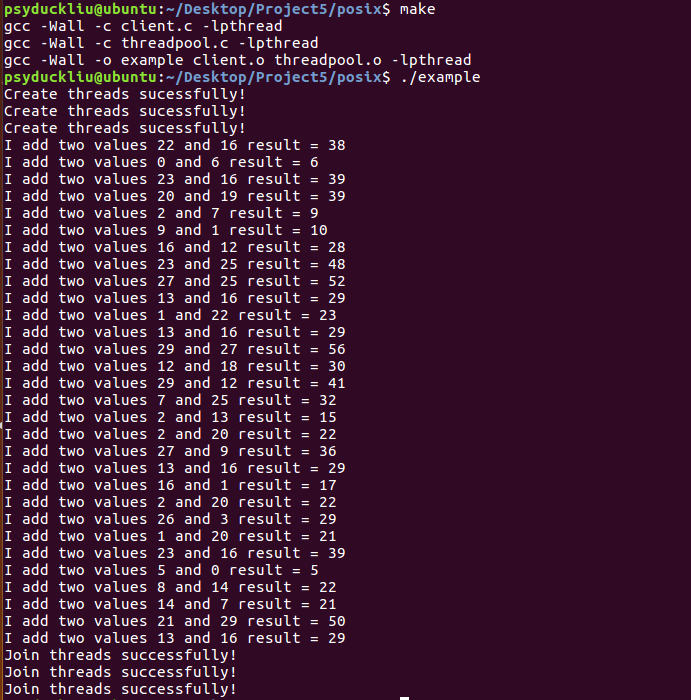 psyduckliu@ubuntu:~/Desktop/Project5/posix$ make
gcc -Wall -c client.c -lpthread
gcc -Wall -c threadpool.c -lpthread
gcc -Wall -o example client.o threadpool.o -lpthread
psyduckliu@ubuntu:~/Desktop/Project5/posix$ ./example
Create threads sucessfully!
Create threads sucessfully!
Create threads sucessfully!
I add two values 22 and 16 result = 38
I add two values 0 and 6 result = 6
I add two values 23 and 16 result = 39
I add two values 20 and 19 result = 39
I add two values 2 and 7 result = 9
I add two values 9 and 1 result = 10
I add two values 16 and 12 result = 28
I add two values 23 and 25 result = 48
I add two values 27 and 25 result = 52
I add two values 13 and 16 result = 29
I add two values 1 and 22 result = 23
I add two values 13 and 16 result = 29
I add two values 29 and 27 result = 56
I add two values 12 and 18 result = 30
I add two values 29 and 12 result = 41
I add two values 7 and 25 result = 32
I add two values 2 and 13 result = 15
I add two values 2 and 20 result = 22
I add two values 27 and 9 result = 36
I add two values 13 and 16 result = 29
I add two values 16 and 1 result = 17
I add two values 2 and 20 result = 22
I add two values 26 and 3 result = 29
I add two values 1 and 20 result = 21
I add two values 23 and 16 result = 39
I add two values 5 and 0 result = 5
I add two values 8 and 14 result = 22
I add two values 14 and 7 result = 21
I add two values 21 and 29 result = 50
I add two values 13 and 16 result = 29
Join threads successfully!
Join threads successfully!
Join threads successfully!